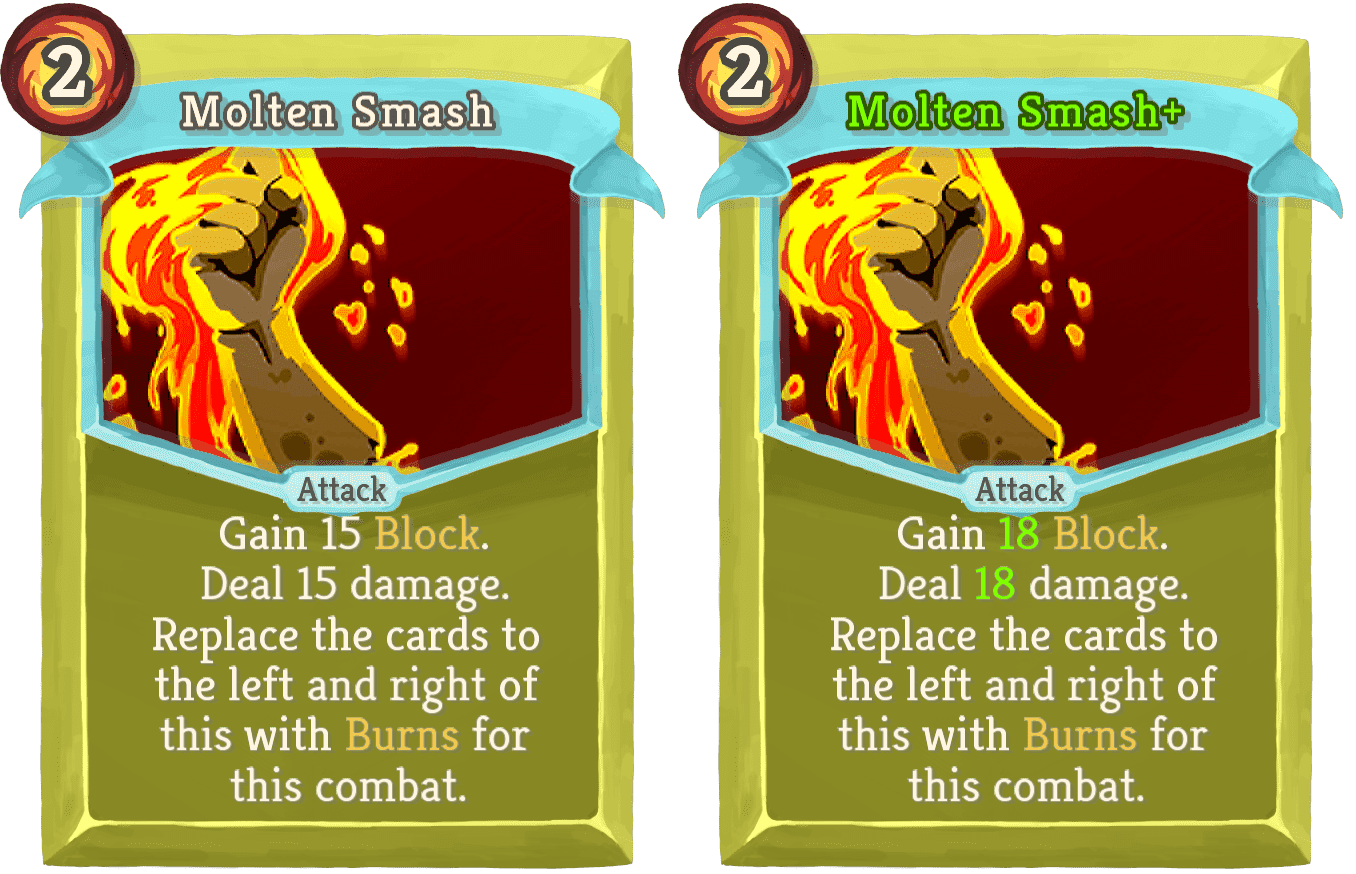 2
Molten Smash
Attack
Gain 15 Block.
Deal 15 damage.
Replace the cards to
the left and right of
this with Burns for
this combat.
2
Molten Smash+
Attack
Gain 18 Block.
Deal 18 damage.
Replace the cards to
the left and right of
this with Burns for
this combat.